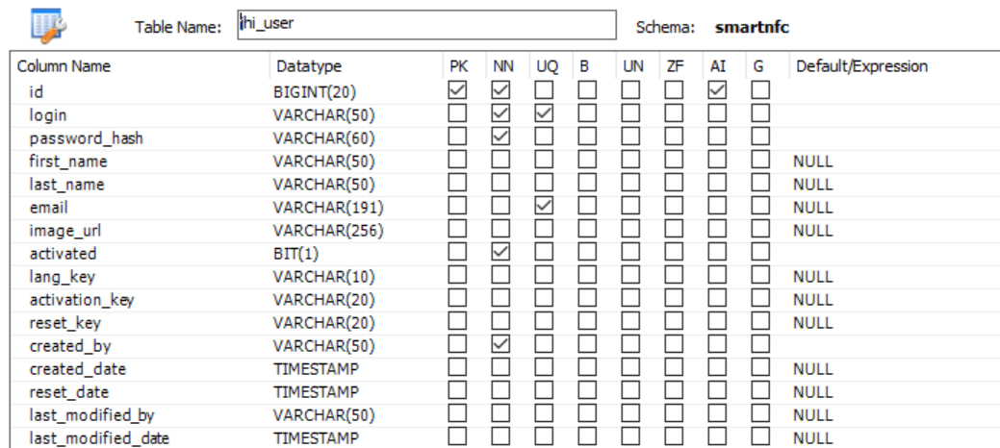 Table Name: jhi_user Schema: smartnfc
Column Name Datatype PK NN UQ B UN ZF AI G Default/Expression
id BIGINT(20)
login VARCHAR(50)
password_hash VARCHAR(60)
first_name VARCHAR(50) NULL
last_name VARCHAR(50) NULL
email VARCHAR(191) NULL
image_url VARCHAR(256) NULL
activated BIT(1)
lang_key VARCHAR(10) NULL
activation_key VARCHAR(20) NULL
reset_key VARCHAR(20) NULL
created_by VARCHAR(50)
created_date TIMESTAMP NULL
reset_date TIMESTAMP NULL
last_modified_by VARCHAR(50) NULL
last_modified_date TIMESTAMP NULL